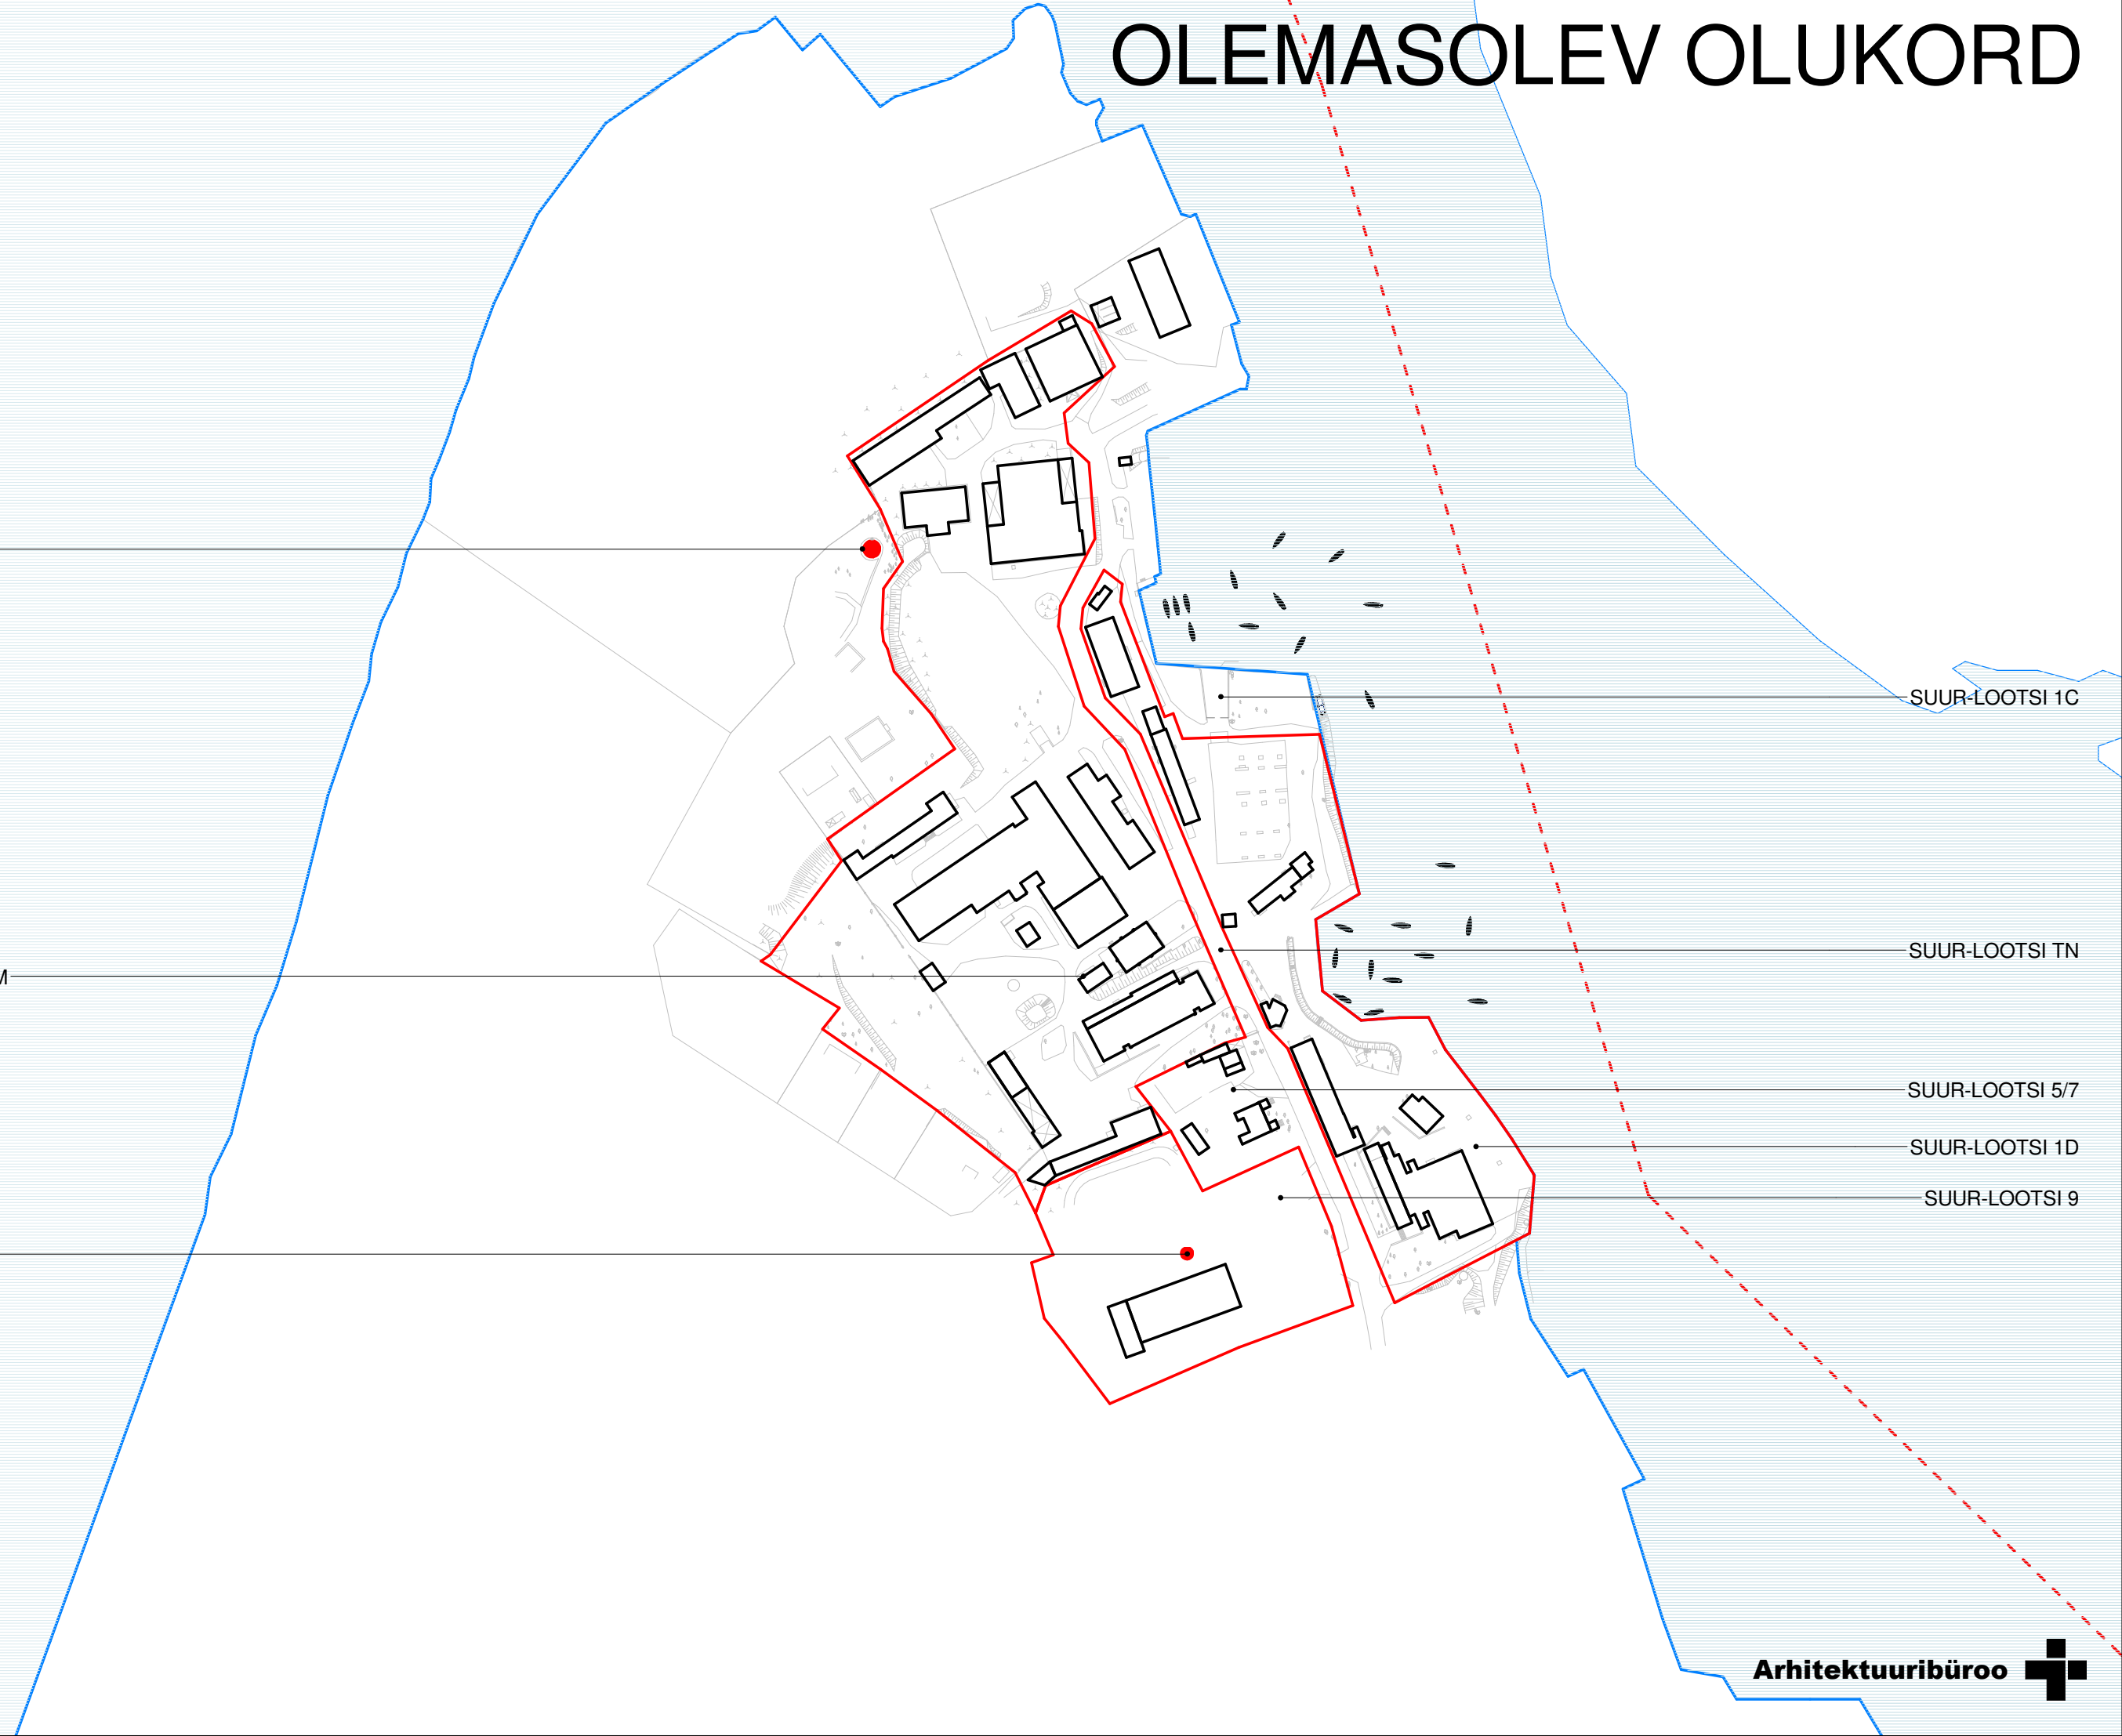 OLEMASOLEV OLUKORD
SUUR-LOOTSI 1C
SUUR-LOOTSI TN
M
SUUR-LOOTSI 5/7
SUUR-LOOTSI 1D
SUUR-LOOTSI 9
Arhitektuuribüroo